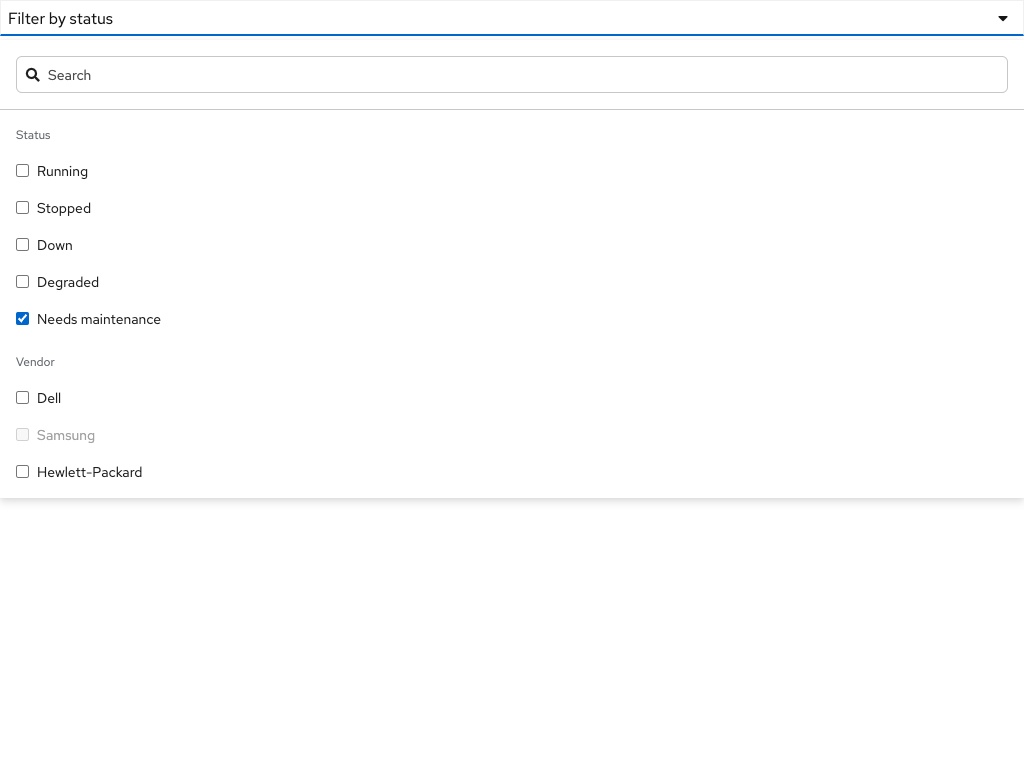 Filter by status
Search
Status
Running
Stopped
Down
Degraded
Needs maintenance
Vendor
Dell
Samsung
Hewlett-Packard